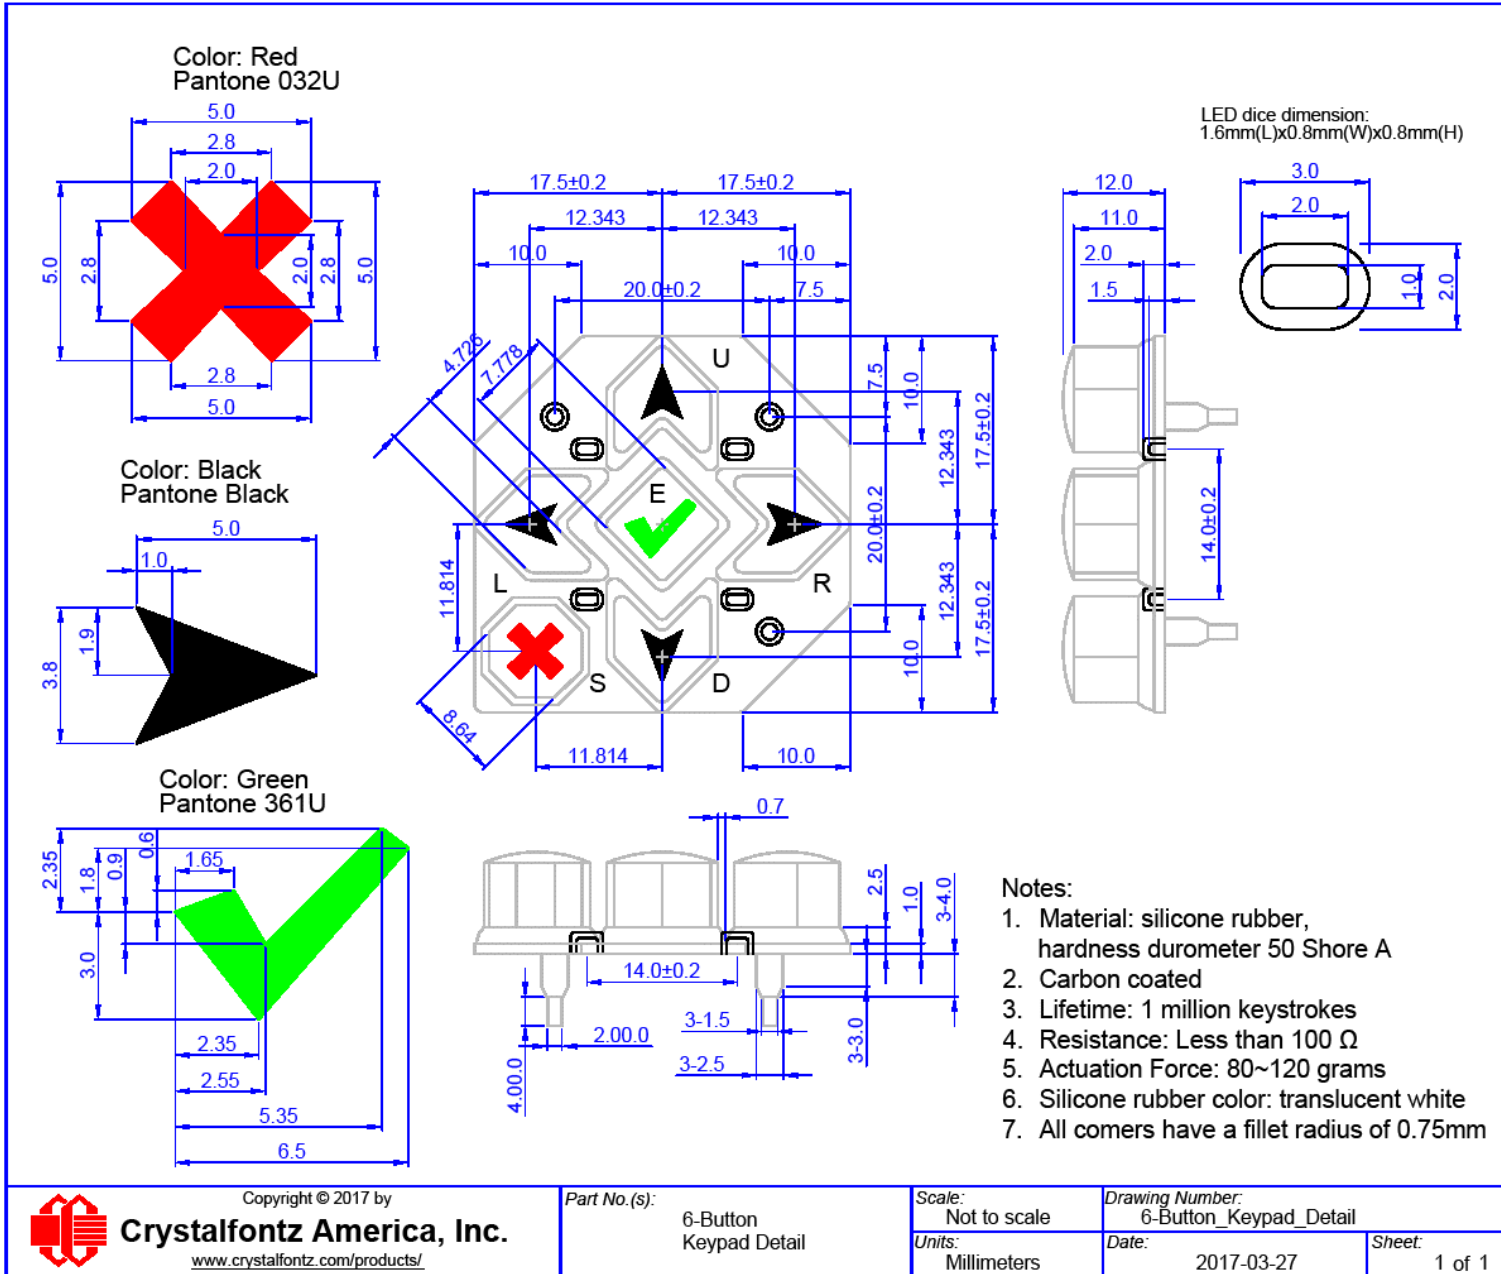 Color: Red
Pantone 032U
5.0
2.8
2.0
5.0
2.8
2.0
2.8
5.0
2.8
5.0
LED dice dimension:
1.6mm(L)x0.8mm(W)x0.8mm(H)
3.0
2.0
1.0
2.0
17.5±0.2
17.5±0.2
12.343
12.343
10.0
10.0
20.0±0.2
7.5
4.726
7.778
7.5
10.0
12.343
17.5±0.2
20.0±0.2
12.343
17.5±0.2
10.0
U
E
L
R
S
D
11.814
8.64
11.814
10.0
12.0
11.0
2.0
1.5
14.0±0.2
Color: Black
Pantone Black
5.0
1.0
1.9
3.8
Color: Green
Pantone 361U
2.35
1.8
0.9
0.6
1.65
3.0
2.35
2.55
5.35
6.5
0.7
2.5
1.0
3-4.0
14.0±0.2
4.00.0
2.00.0
3-1.5
3-2.5
3-3.0
Notes:
1. Material: silicone rubber,
hardness durometer 50 Shore A
2. Carbon coated
3. Lifetime: 1 million keystrokes
4. Resistance: Less than 100 Ω
5. Actuation Force: 80~120 grams
6. Silicone rubber color: translucent white
7. All comers have a fillet radius of 0.75mm
Copyright © 2017 by
Crystalfontz America, Inc.
www.crystalfontz.com/products/
Part No.(s):
6-Button
Keypad Detail
Scale:
Not to scale
Drawing Number:
6-Button_Keypad_Detail
Units:
Millimeters
Date:
2017-03-27
Sheet:
1 of 1